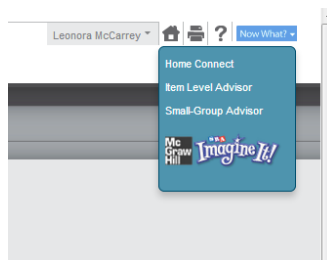 Leonora McCarrey
?
Now What?
Home Connect
Item Level Advisor
Small-Group Advisor
Mc
Graw
Hill
SRA
Imagine It!